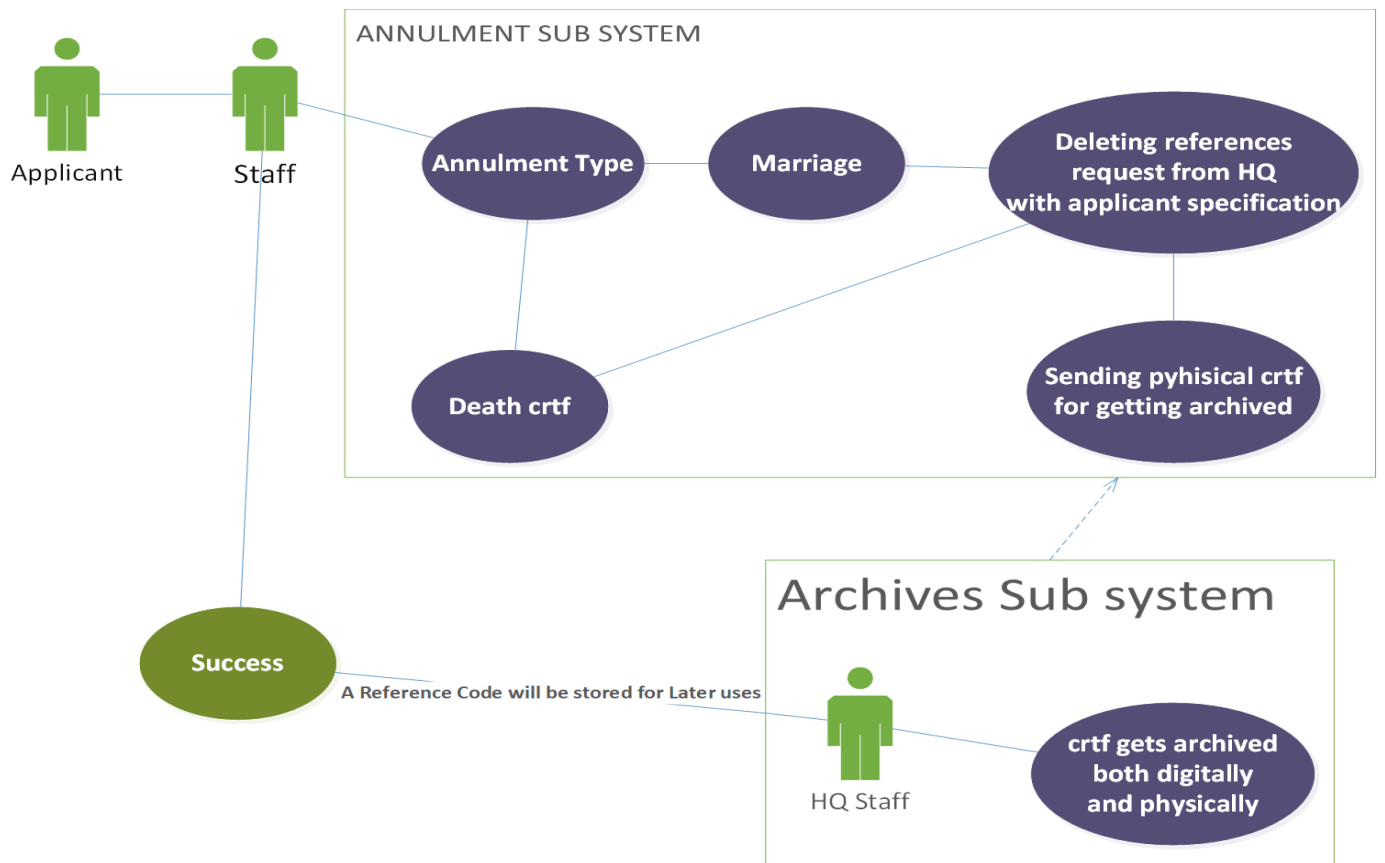 ANNULMENT SUB SYSTEM
Applicant
Staff
Annulment Type
Marriage
Deleting references
request from HQ
with applicant specification
Death crtf
Sending pyhisical crtf
for getting archived
Archives Sub system
Success
A Reference Code will be stored for Later uses
HQ Staff
crtf gets archived
both digitally
and physically